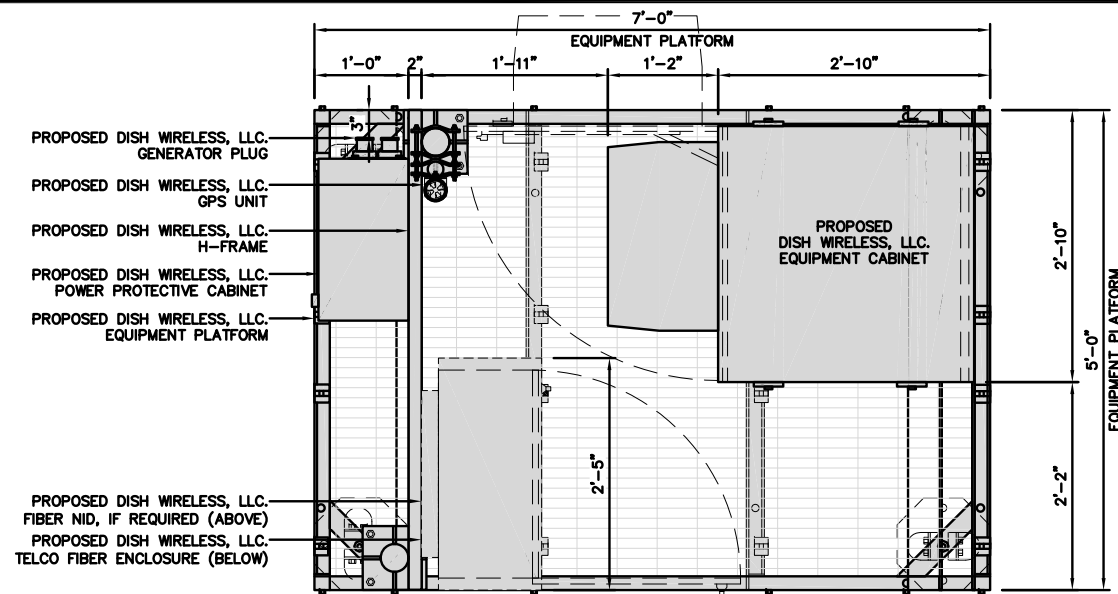 7'-0"
EQUIPMENT PLATFORM
1'-0"
2"
1'-11"
1'-2"
2'-10"
3"
PROPOSED DISH WIRELESS, LLC.
GENERATOR PLUG
PROPOSED DISH WIRELESS, LLC.
GPS UNIT
PROPOSED DISH WIRELESS, LLC.
H-FRAME
PROPOSED DISH WIRELESS, LLC.
POWER PROTECTIVE CABINET
PROPOSED DISH WIRELESS, LLC.
EQUIPMENT PLATFORM
PROPOSED
DISH WIRELESS, LLC.
EQUIPMENT CABINET
2'-10"
5'-0"
EQUIPMENT PLATFORM
2'-5"
2'-2"
PROPOSED DISH WIRELESS, LLC.
FIBER NID, IF REQUIRED (ABOVE)
PROPOSED DISH WIRELESS, LLC.
TELCO FIBER ENCLOSURE (BELOW)